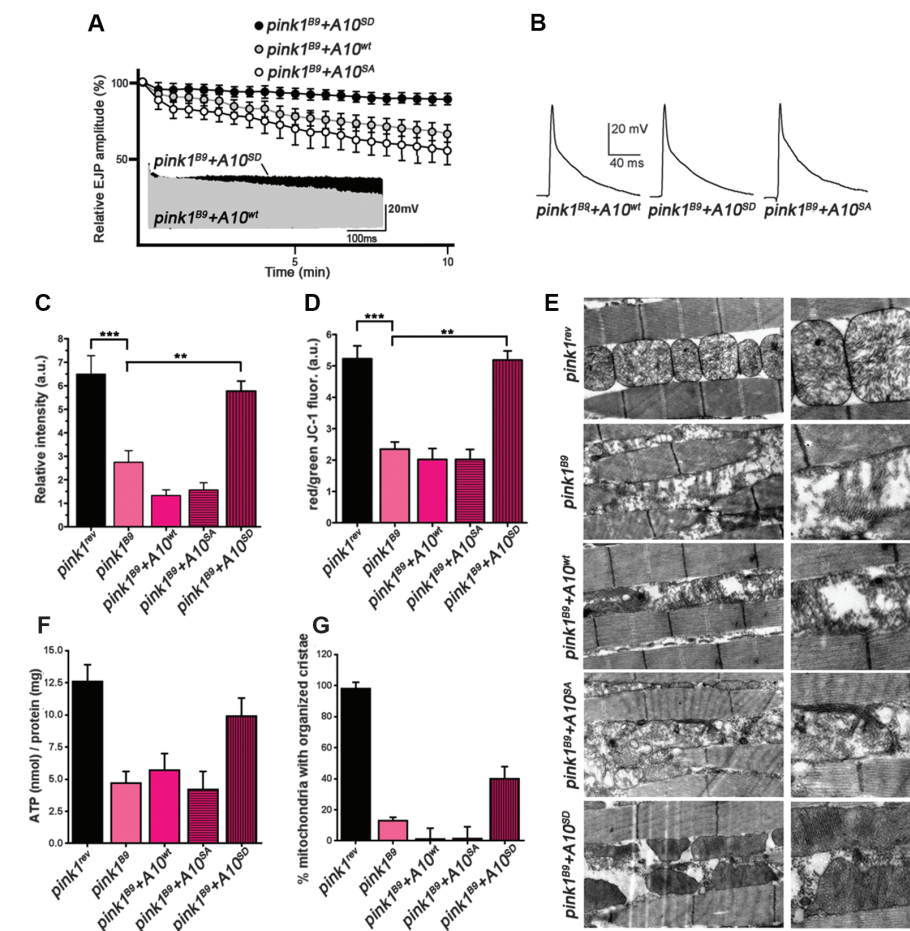 A
pink1B9+A10SD
pink1B9+A10wt
pink1B9+A10SA
Relative EJP amplitude (%)
100
50
pink1B9+A10SD
pink1B9+A10wt
20mV
100ms
5
10
Time (min)
B
20 mV
40 ms
pink1B9+A10wt
pink1B9+A10SD
pink1B9+A10SA
C
***
**
Relative intensity (a.u.)
8
7
6
5
4
3
2
1
0
pink1rev
pink1B9
pink1B9+A10wt
pink1B9+A10SA
pink1B9+A10SD
D
***
**
red/green JC-1 fluor. (a.u.)
6
5
4
3
2
1
0
pink1rev
pink1B9
pink1B9+A10wt
pink1B9+A10SA
pink1B9+A10SD
E
pink1rev
pink1B9
pink1B9+A10wt
pink1B9+A10SA
pink1B9+A10SD
F
ATP (nmol) / protein (mg)
15.0
12.5
10.0
7.5
5.0
2.5
0.0
pink1rev
pink1B9
pink1B9+A10wt
pink1B9+A10SA
pink1B9+A10SD
G
% mitochondria with organized cristae
120
100
80
60
40
20
0
pink1rev
pink1B9
pink1B9+A10wt
pink1B9+A10SA
pink1B9+A10SD